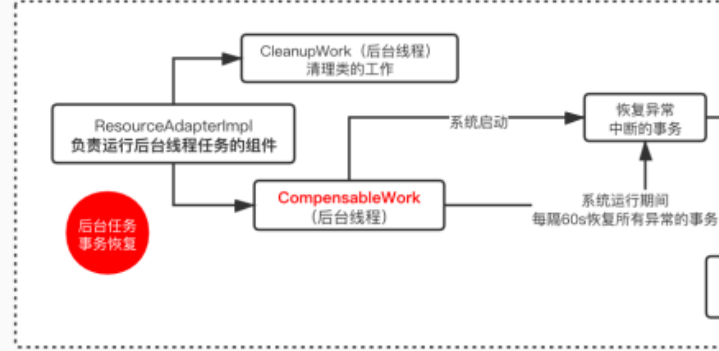 CleanupWork（后台线程）
清理类的工作
ResourceAdapterImpl
负责运行后台线程任务的组件
系统启动
恢复异常
中断的事务
CompensableWork
（后台线程）
系统运行期间
每隔60s恢复所有异常的事务
后台任务
事务恢复